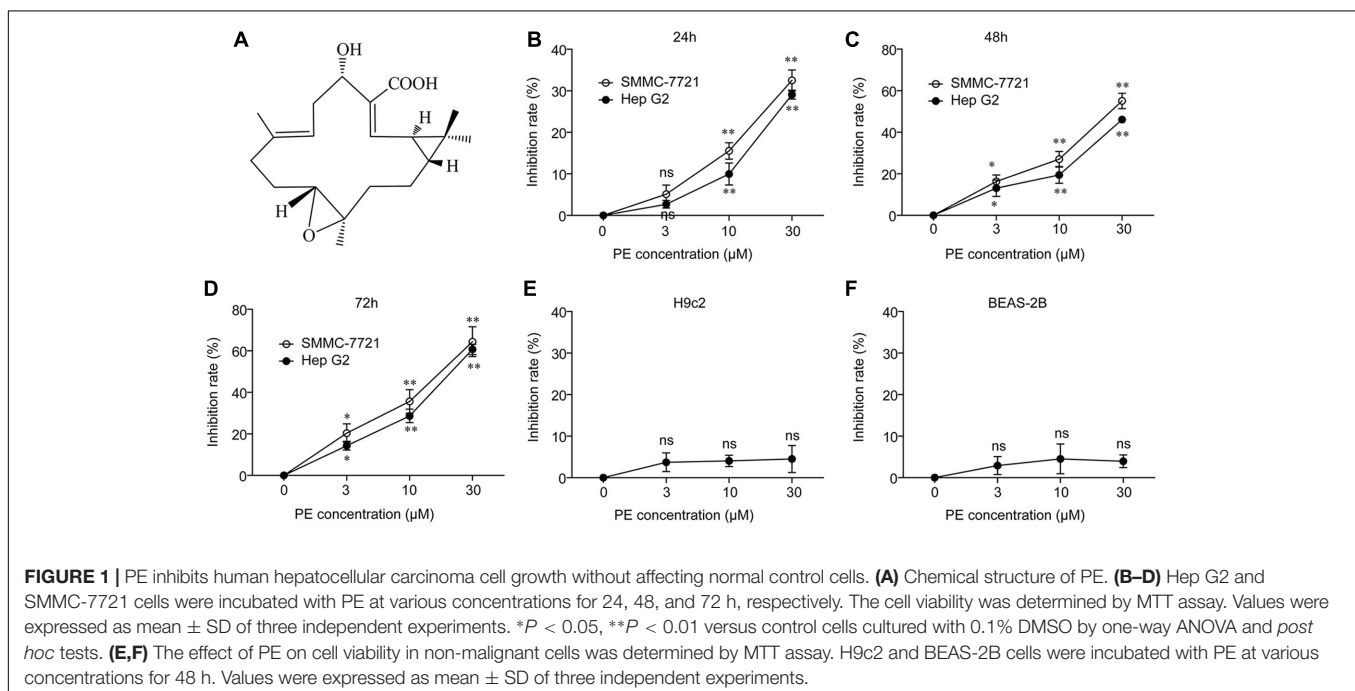 A
OH
COOH
H
H
H
O
B
24h
40
30
20
10
0
Inhibition rate (%)
SMMC-7721
Hep G2
ns
ns
**
**
**
**
0 3 10 30
PE concentration (µM)
C
48h
80
60
40
20
0
Inhibition rate (%)
SMMC-7721
Hep G2
*
*
**
**
**
**
0 3 10 30
PE concentration (µM)
D
72h
80
60
40
20
0
Inhibition rate (%)
SMMC-7721
Hep G2
*
*
**
**
**
**
0 3 10 30
PE concentration (µM)
E
H9c2
40
30
20
10
0
Inhibition rate (%)
ns ns ns
0 3 10 30
PE concentration (µM)
F
BEAS-2B
40
30
20
10
0
Inhibition rate (%)
ns ns ns
0 3 10 30
PE concentration (µM)
FIGURE 1 | PE inhibits human hepatocellular carcinoma cell growth without affecting normal control cells. (A) Chemical structure of PE. (B–D) Hep G2 and
SMMC-7721 cells were incubated with PE at various concentrations for 24, 48, and 72 h, respectively. The cell viability was determined by MTT assay. Values were
expressed as mean ± SD of three independent experiments. *P < 0.05, **P < 0.01 versus control cells cultured with 0.1% DMSO by one-way ANOVA and post
hoc tests. (E,F) The effect of PE on cell viability in non-malignant cells was determined by MTT assay. H9c2 and BEAS-2B cells were incubated with PE at various
concentrations for 48 h. Values were expressed as mean ± SD of three independent experiments.